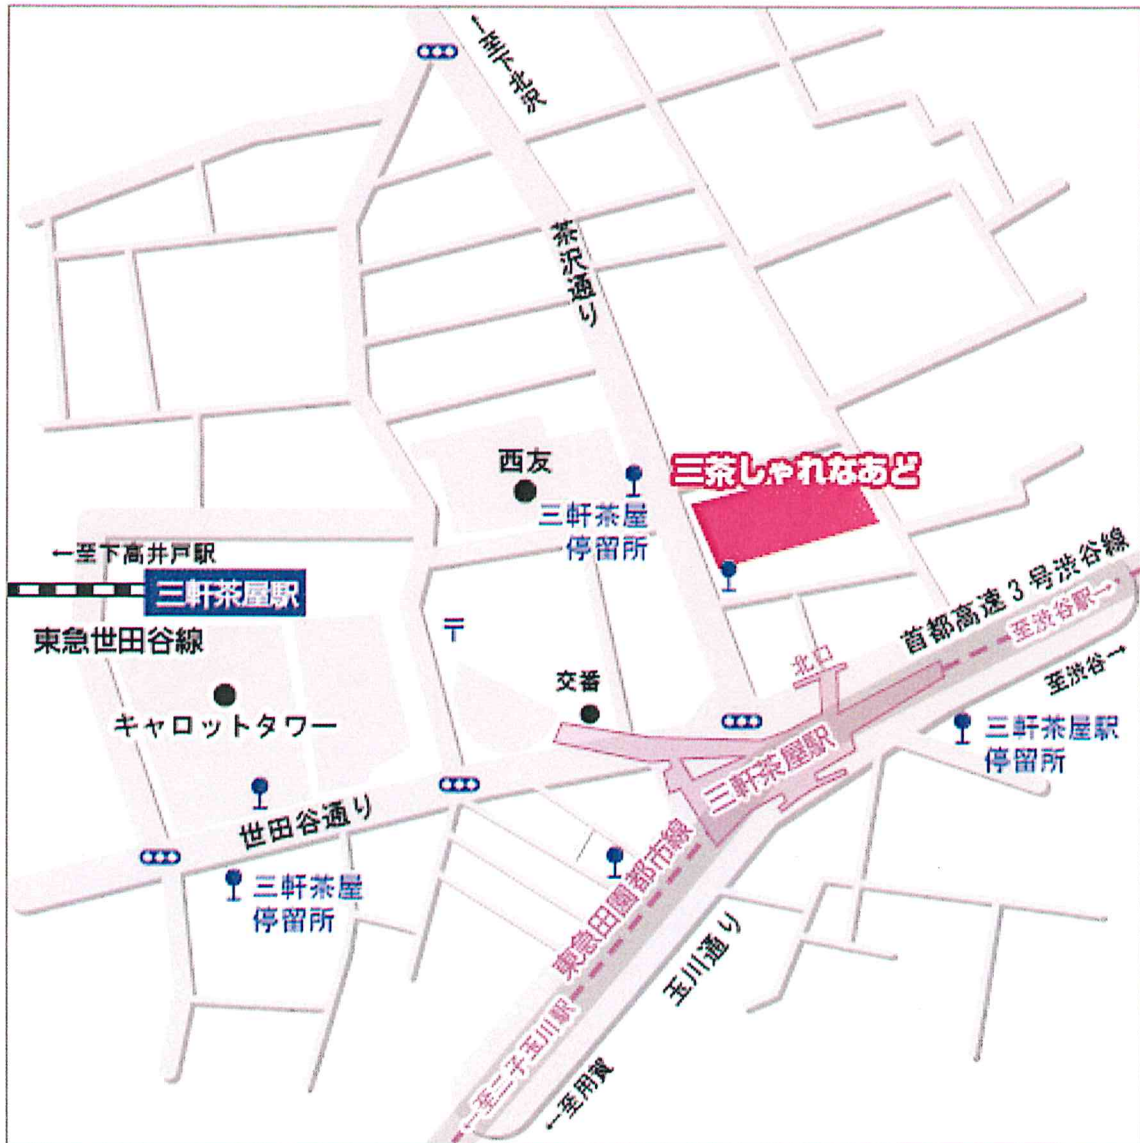 ←至下北沢
茶沢通り
三茶しゃれなあど
西友
三軒茶屋
停留所
←至下高井戸駅
三軒茶屋駅
東急世田谷線
〒
首都高速3号渋谷線
至渋谷駅→
至渋谷→
北口
交番
キャロットタワー
三軒茶屋駅
三軒茶屋駅
停留所
世田谷通り
三軒茶屋
停留所
東急田園都市線
玉川通り
←至二子玉川駅
←至用賀